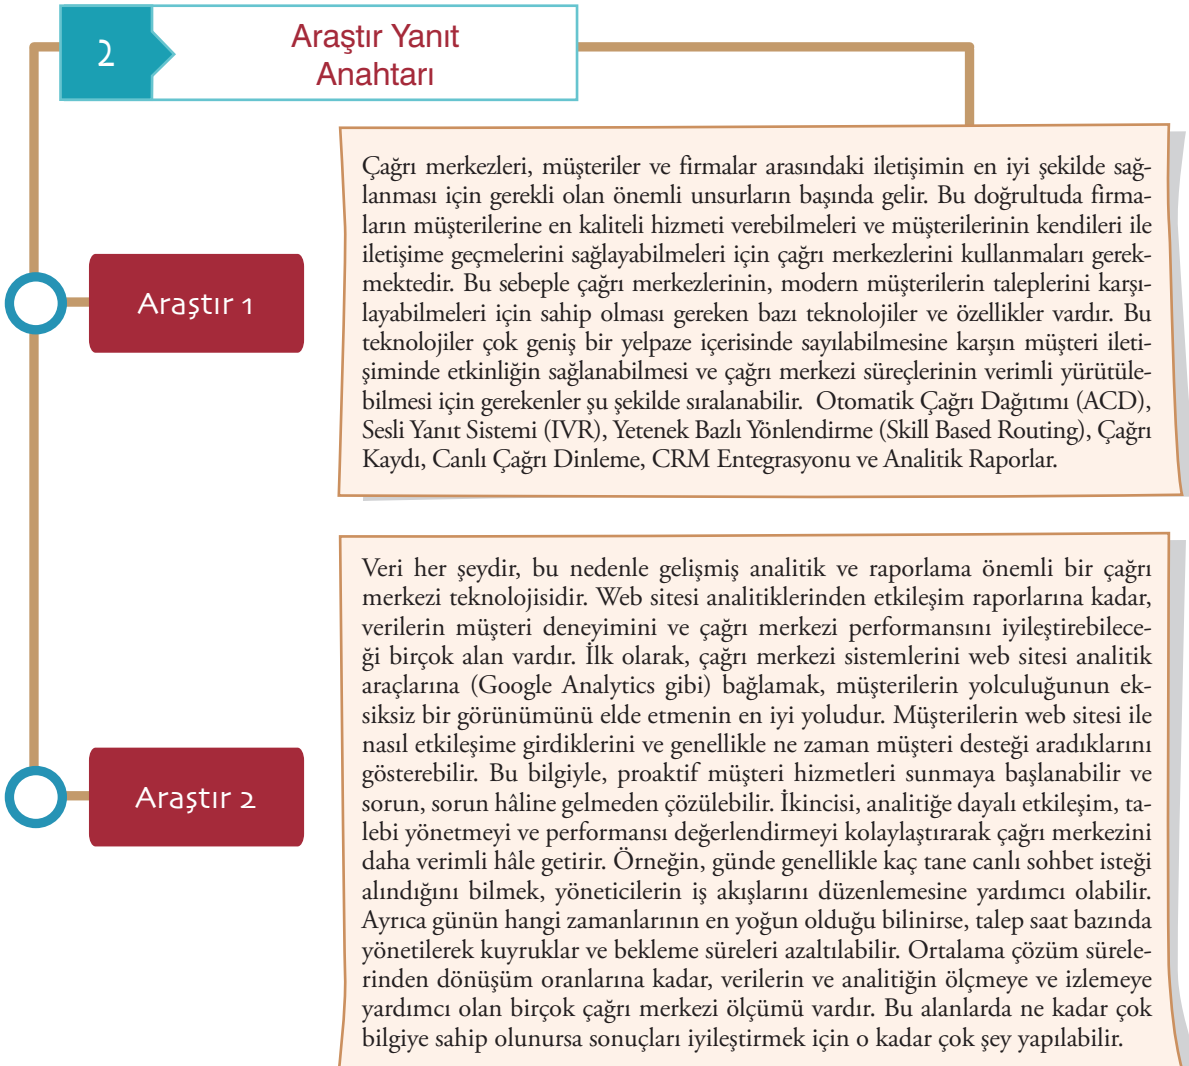 2
Araştır Yanıt
Anahtarı
Araştır 1
Çağrı merkezleri, müşteriler ve firmalar arasındaki iletişimin en iyi şekilde sağ-
lanması için gerekli olan önemli unsurların başında gelir. Bu doğrultuda firma-
ların müşterilerine en kaliteli hizmeti verebilmeleri ve müşterilerinin kendileri ile
iletişime geçmelerini sağlayabilmeleri için çağrı merkezlerini kullanmaları gerek-
mektedir. Bu sebeple çağrı merkezlerinin, modern müşterilerin taleplerini karşı-
layabilmeleri için sahip olması gereken bazı teknolojiler ve özellikler vardır. Bu
teknolojiler çok geniş bir yelpaze içerisinde sayılabilmesine karşın müşteri ileti-
şiminde etkinliğin sağlanabilmesi ve çağrı merkezi süreçlerinin verimli yürütüle-
bilmesi için gerekenler şu şekilde sıralanabilir. Otomatik Çağrı Dağıtımı (ACD),
Sesli Yanıt Sistemi (IVR), Yetenek Bazlı Yönlendirme (Skill Based Routing), Çağrı
Kaydı, Canlı Çağrı Dinleme, CRM Entegrasyonu ve Analitik Raporlar.
Araştır 2
Veri her şeydir, bu nedenle gelişmiş analitik ve raporlama önemli bir çağrı
merkezi teknolojisidir. Web sitesi analitiklerinden etkileşim raporlarına kadar,
verilerin müşteri deneyimini ve çağrı merkezi performansını iyileştirebilece-
ği birçok alan vardır. İlk olarak, çağrı merkezi sistemlerini web sitesi analitik
araçlarına (Google Analytics gibi) bağlamak, müşterilerin yolculuğunun ek-
siksiz bir görünümünü elde etmenin en iyi yoludur. Müşterilerin web sitesi ile
nasıl etkileşime girdiklerini ve genellikle ne zaman müşteri desteği aradıklarını
gösterebilir. Bu bilgiyle, proaktif müşteri hizmetleri sunmaya başlanabilir ve
sorun, sorun hâline gelmeden çözülebilir. İkincisi, analitiğe dayalı etkileşim, ta-
lebi yönetmeyi ve performansı değerlendirmeyi kolaylaştırarak çağrı merkezini
daha verimli hâle getirir. Örneğin, günde genellikle kaç tane canlı sohbet isteği
alındığını bilmek, yöneticilerin iş akışlarını düzenlemesine yardımcı olabilir.
Ayrıca günün hangi zamanlarının en yoğun olduğu bilinirse, talep saat bazında
yönetilerek kuyruklar ve bekleme süreleri azaltılabilir. Ortalama çözüm sürele-
rinden dönüşüm oranlarına kadar, verilerin ve analitiğin ölçmeye ve izlemeye
yardımcı olan birçok çağrı merkezi ölçümü vardır. Bu alanlarda ne kadar çok
bilgiye sahip olunursa sonuçları iyileştirmek için o kadar çok şey yapılabilir.